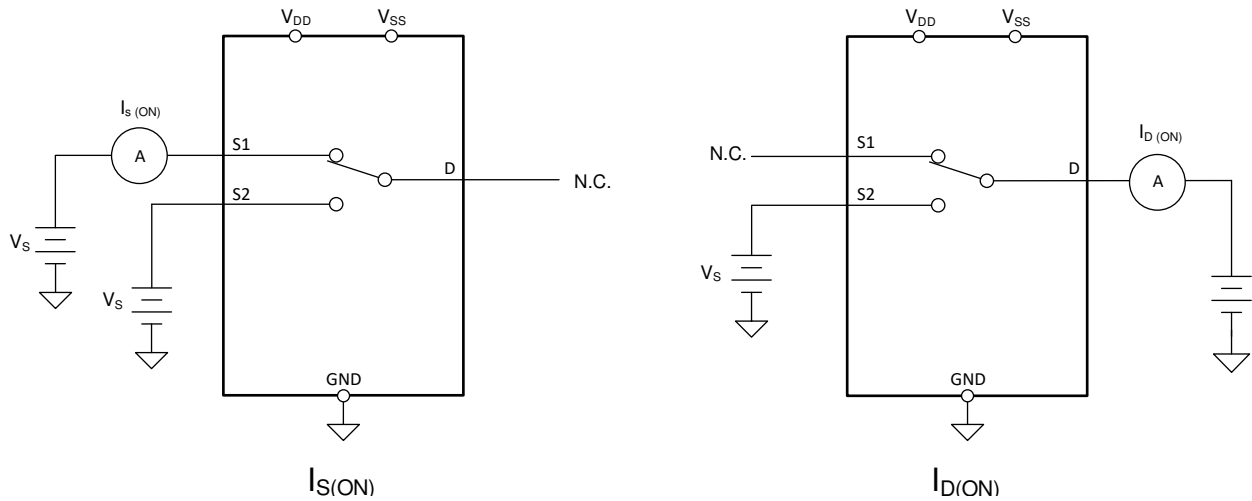 VDD
VSS
Is (ON)
A
S1
D
N.C.
S2
VS
VS
GND
IS(ON)
VDD
VSS
S1
N.C.
ID (ON)
D
A
S2
VS
GND
ID(ON)